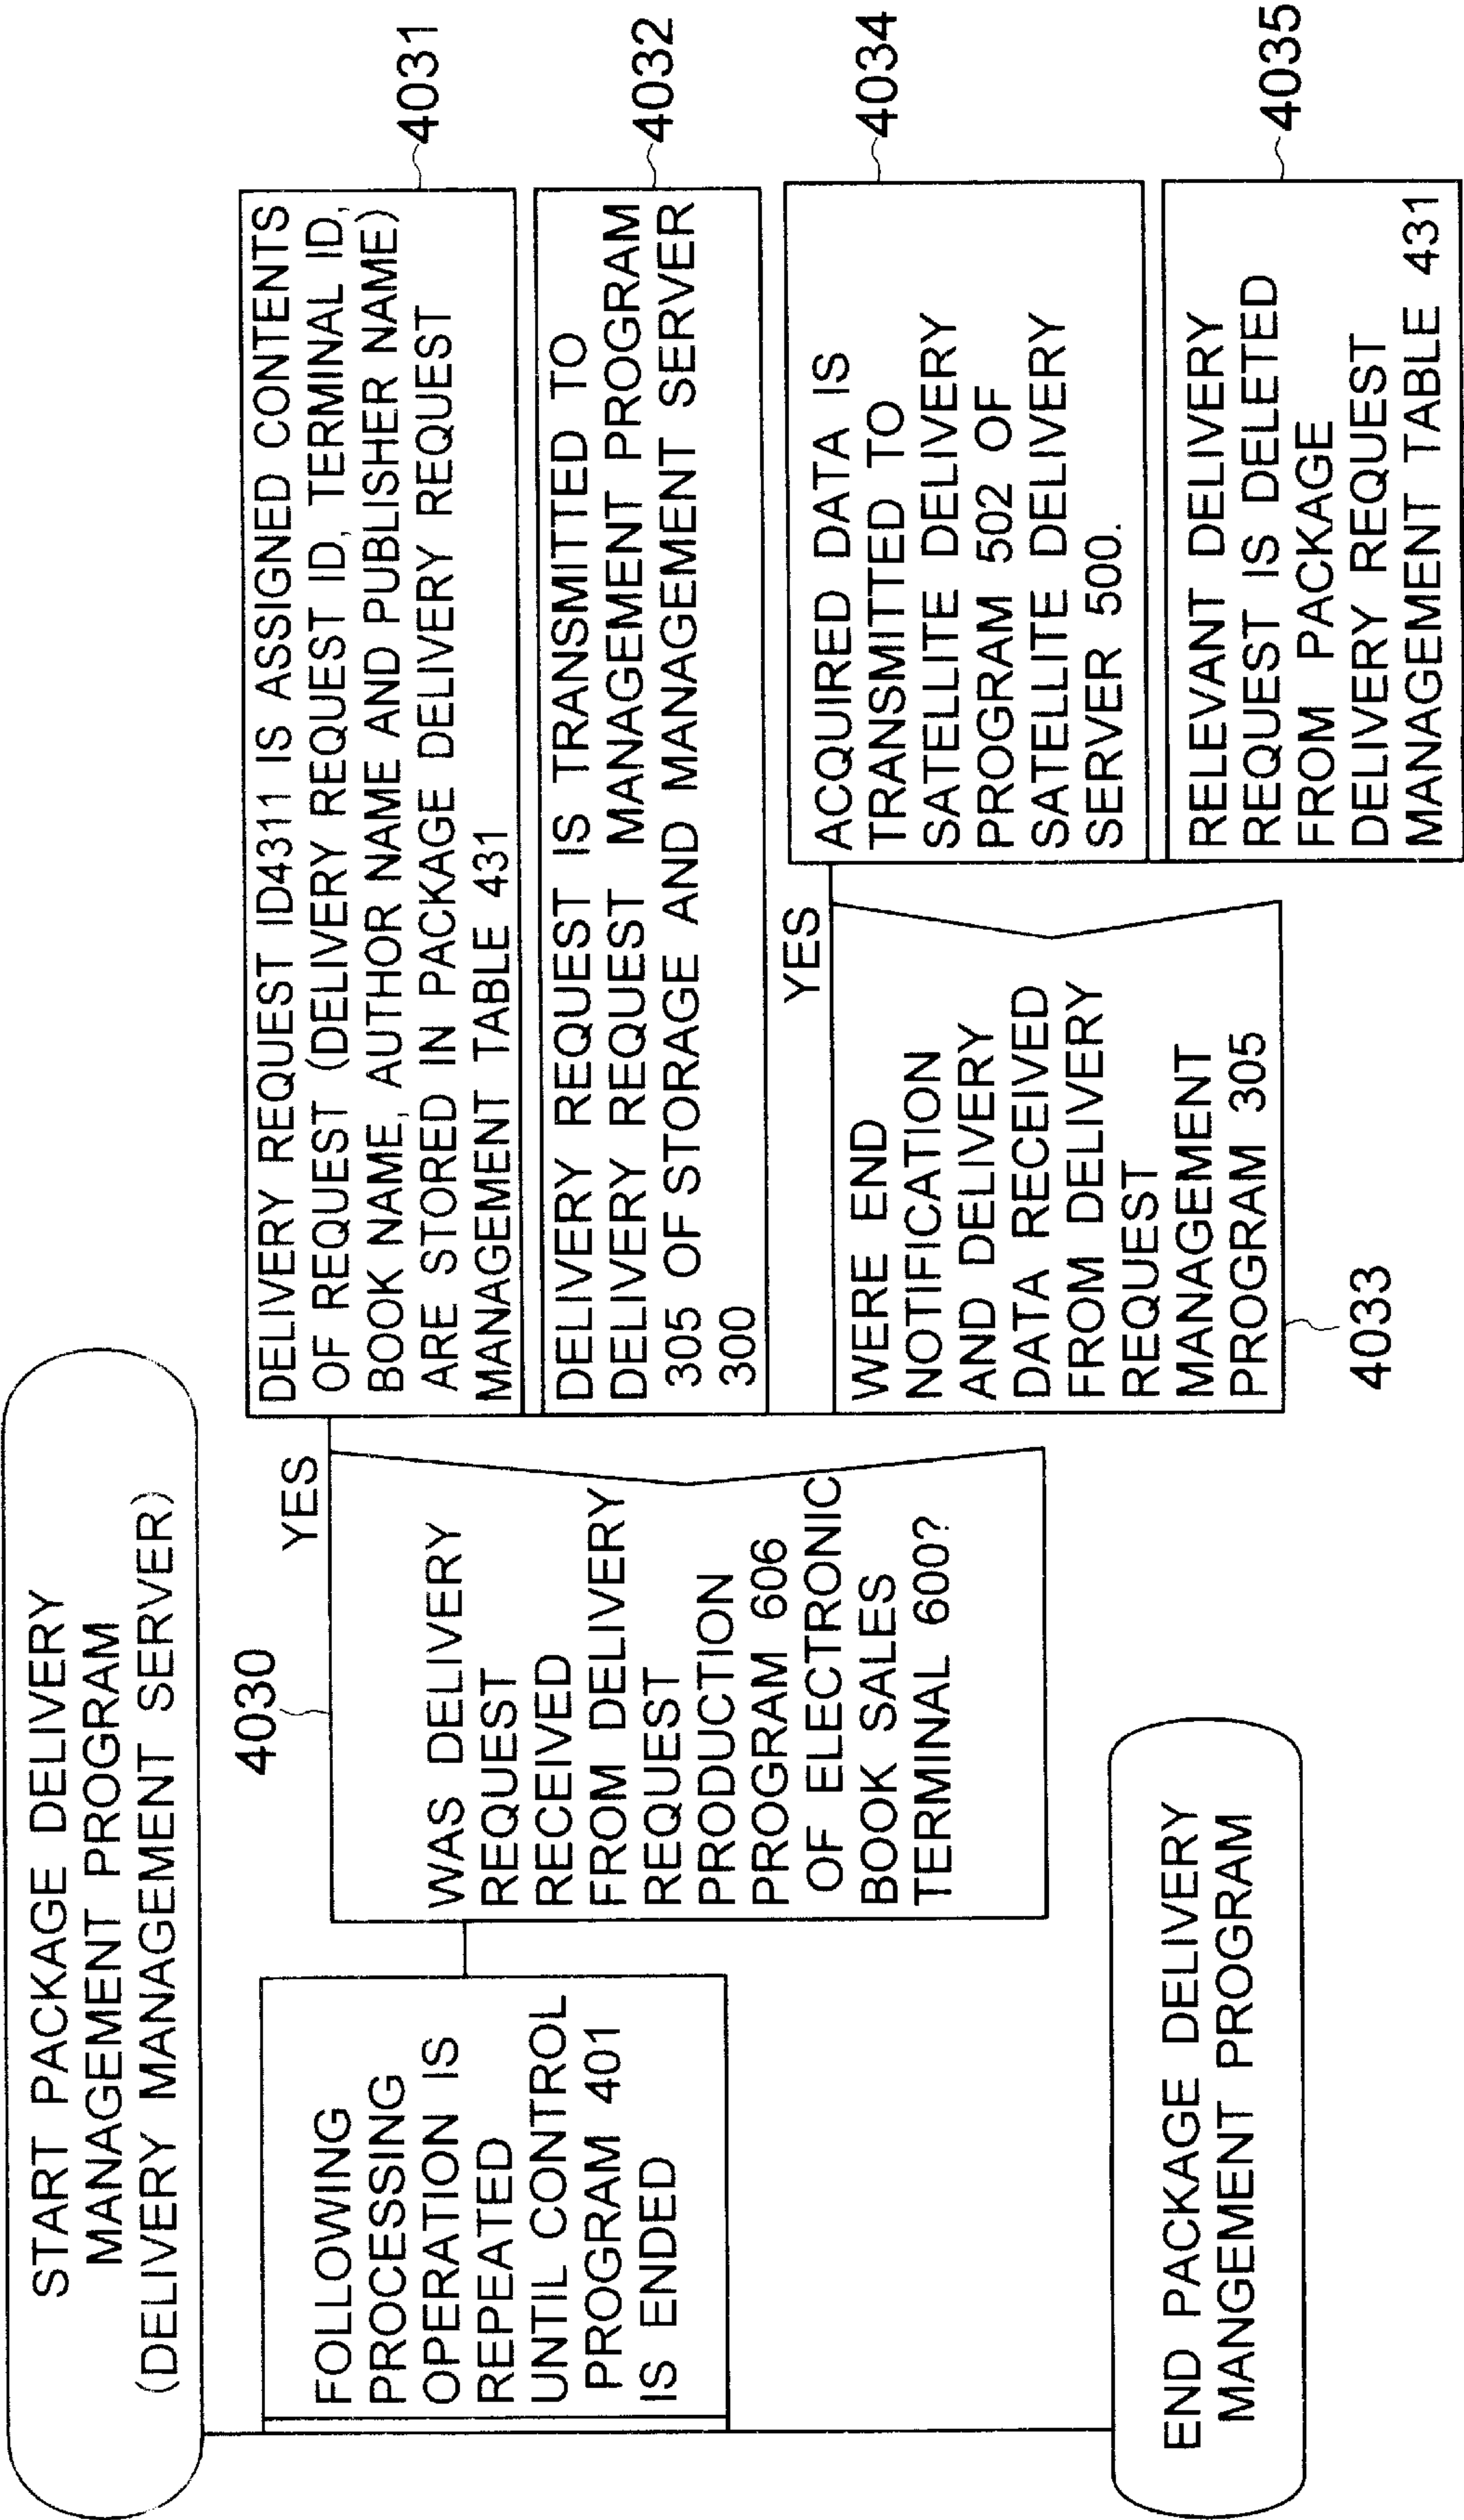 START PACKAGE DELIVERY
MANAGEMENT PROGRAM
(DELIVERY MANAGEMENT SERVER)
FOLLOWING
PROCESSING
OPERATION IS
REPEATED
UNTIL CONTROL
PROGRAM 401
IS ENDED
4030
YES
WAS DELIVERY
REQUEST
RECEIVED
FROM DELIVERY
REQUEST
PRODUCTION
PROGRAM 606
OF ELECTRONIC
BOOK SALES
TERMINAL 600?
DELIVERY REQUEST ID4311 IS ASSIGNED CONTENTS
OF REQUEST (DELIVERY REQUEST ID, TERMINAL ID,
BOOK NAME, AUTHOR NAME AND PUBLISHER NAME)
ARE STORED IN PACKAGE DELIVERY REQUEST
MANAGEMENT TABLE 431
4031
DELIVERY REQUEST IS TRANSMITTED TO
DELIVERY REQUEST MANAGEMENT PROGRAM
305 OF STORAGE AND MANAGEMENT SERVER
300
4032
WERE END
NOTIFICATION
AND DELIVERY
DATA RECEIVED
FROM DELIVERY
REQUEST
MANAGEMENT
PROGRAM 305
4033
YES
ACQUIRED DATA IS
TRANSMITTED TO
SATELLITE DELIVERY
PROGRAM 502 OF
SATELLITE DELIVERY
SERVER 500.
4034
RELEVANT DELIVERY
REQUEST IS DELETED
FROM PACKAGE
DELIVERY REQUEST
MANAGEMENT TABLE 431
4035
END PACKAGE DELIVERY
MANGEMENT PROGRAM